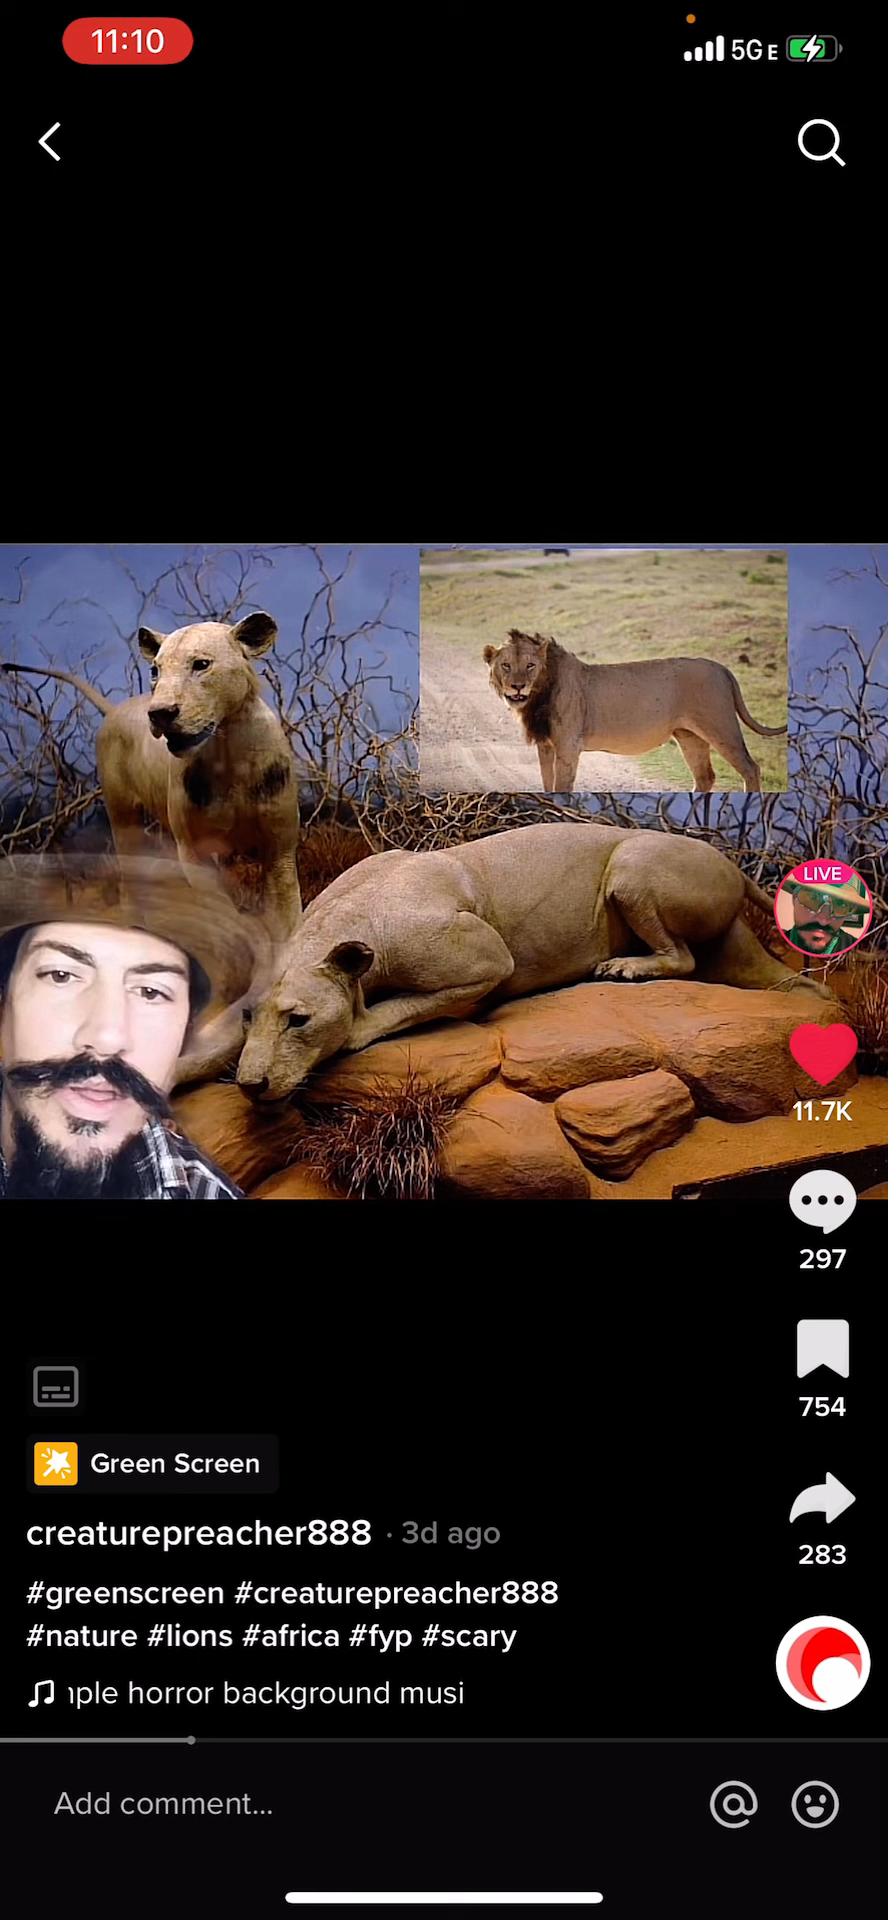 11:10
5G E
LIVE
11.7K
297
754
Green Screen
283
creaturepreacher888 · 3d ago
#greenscreen #creaturepreacher888
#nature #lions #africa #fyp #scary
horror background musi
Add comment...